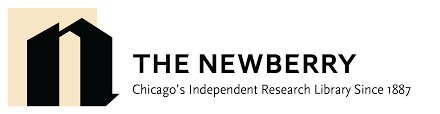 THE NEWBERRY
Chicago's Independent Research Library Since 1887